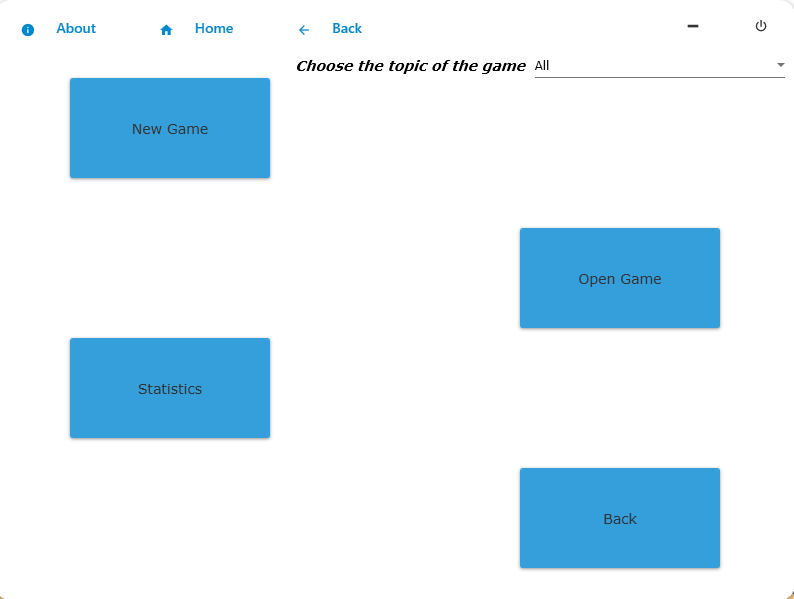 About Home Back
Choose the topic of the game All
New Game
Open Game
Statistics
Back